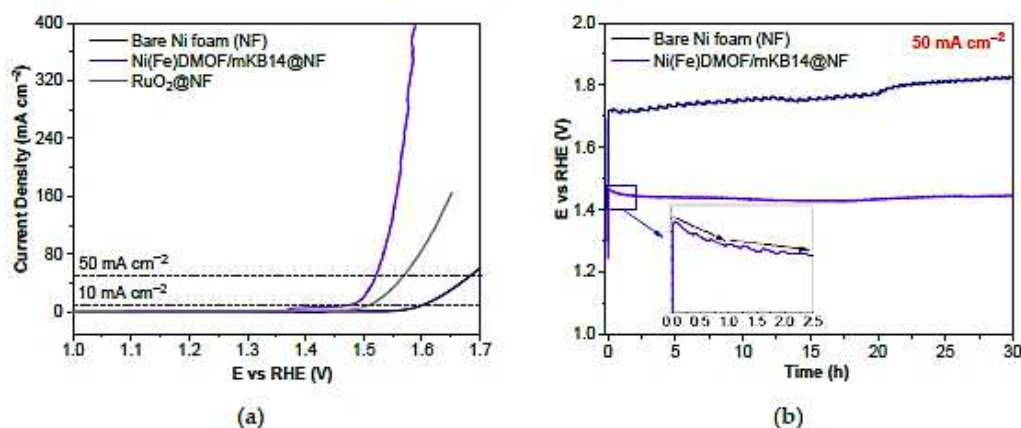 400
320
240
160
80
0
Current Density (mA cm⁻²)
Bare Ni foam (NF)
Ni(Fe)DMOF/mKB14@NF
RuO₂@NF
50 mA cm⁻²
10 mA cm⁻²
1.0 1.1 1.2 1.3 1.4 1.5 1.6 1.7
E vs RHE (V)
(a)
2.0
1.8
1.6
1.4
1.2
1.0
E vs RHE (V)
Bare Ni foam (NF)
Ni(Fe)DMOF/mKB14@NF
50 mA cm⁻²
0.0 0.5 1.0 1.5 2.0 2.5
0 5 10 15 20 25 30
Time (h)
(b)